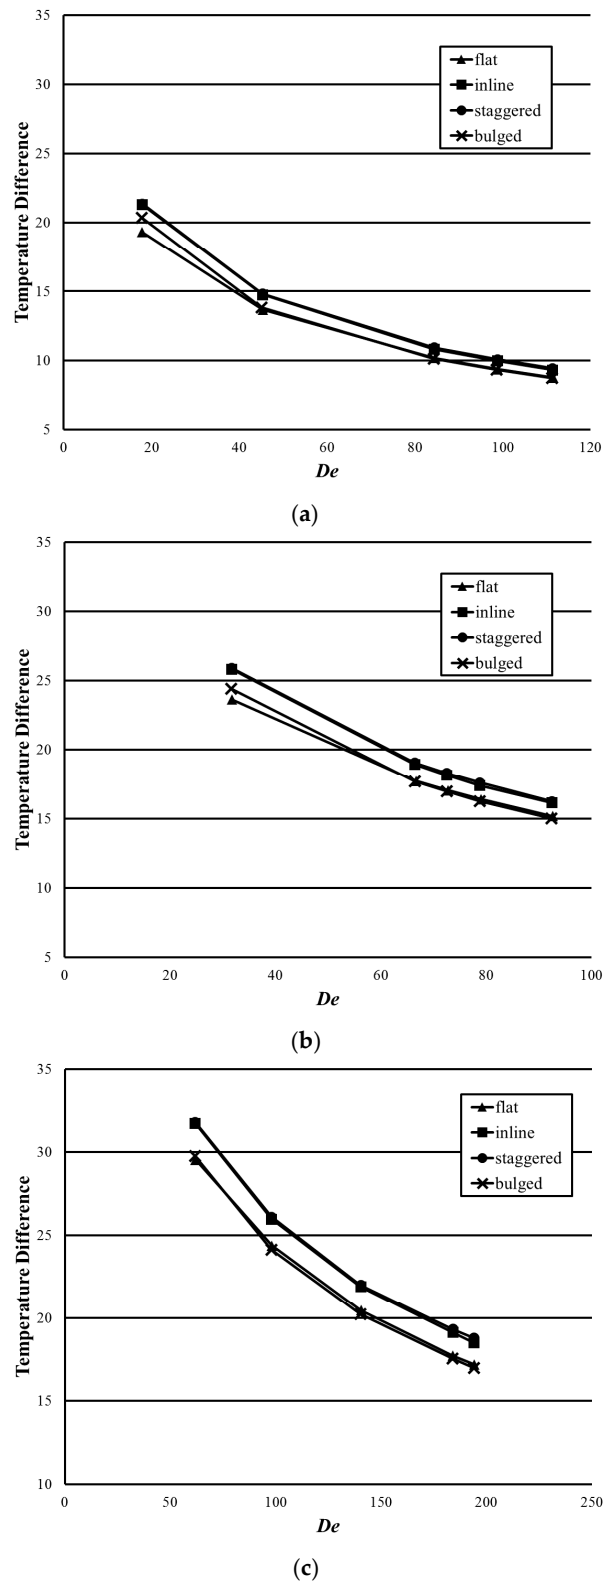 35
30
25
20
15
10
5
0 20 40 60 80 100 120
Temperature Difference
De
flat
inline
staggered
bulged
(a)
35
30
25
20
15
10
5
0 20 40 60 80 100
Temperature Difference
De
flat
inline
staggered
bulged
(b)
35
30
25
20
15
10
0 50 100 150 200 250
Temperature Difference
De
flat
inline
staggered
bulged
(c)